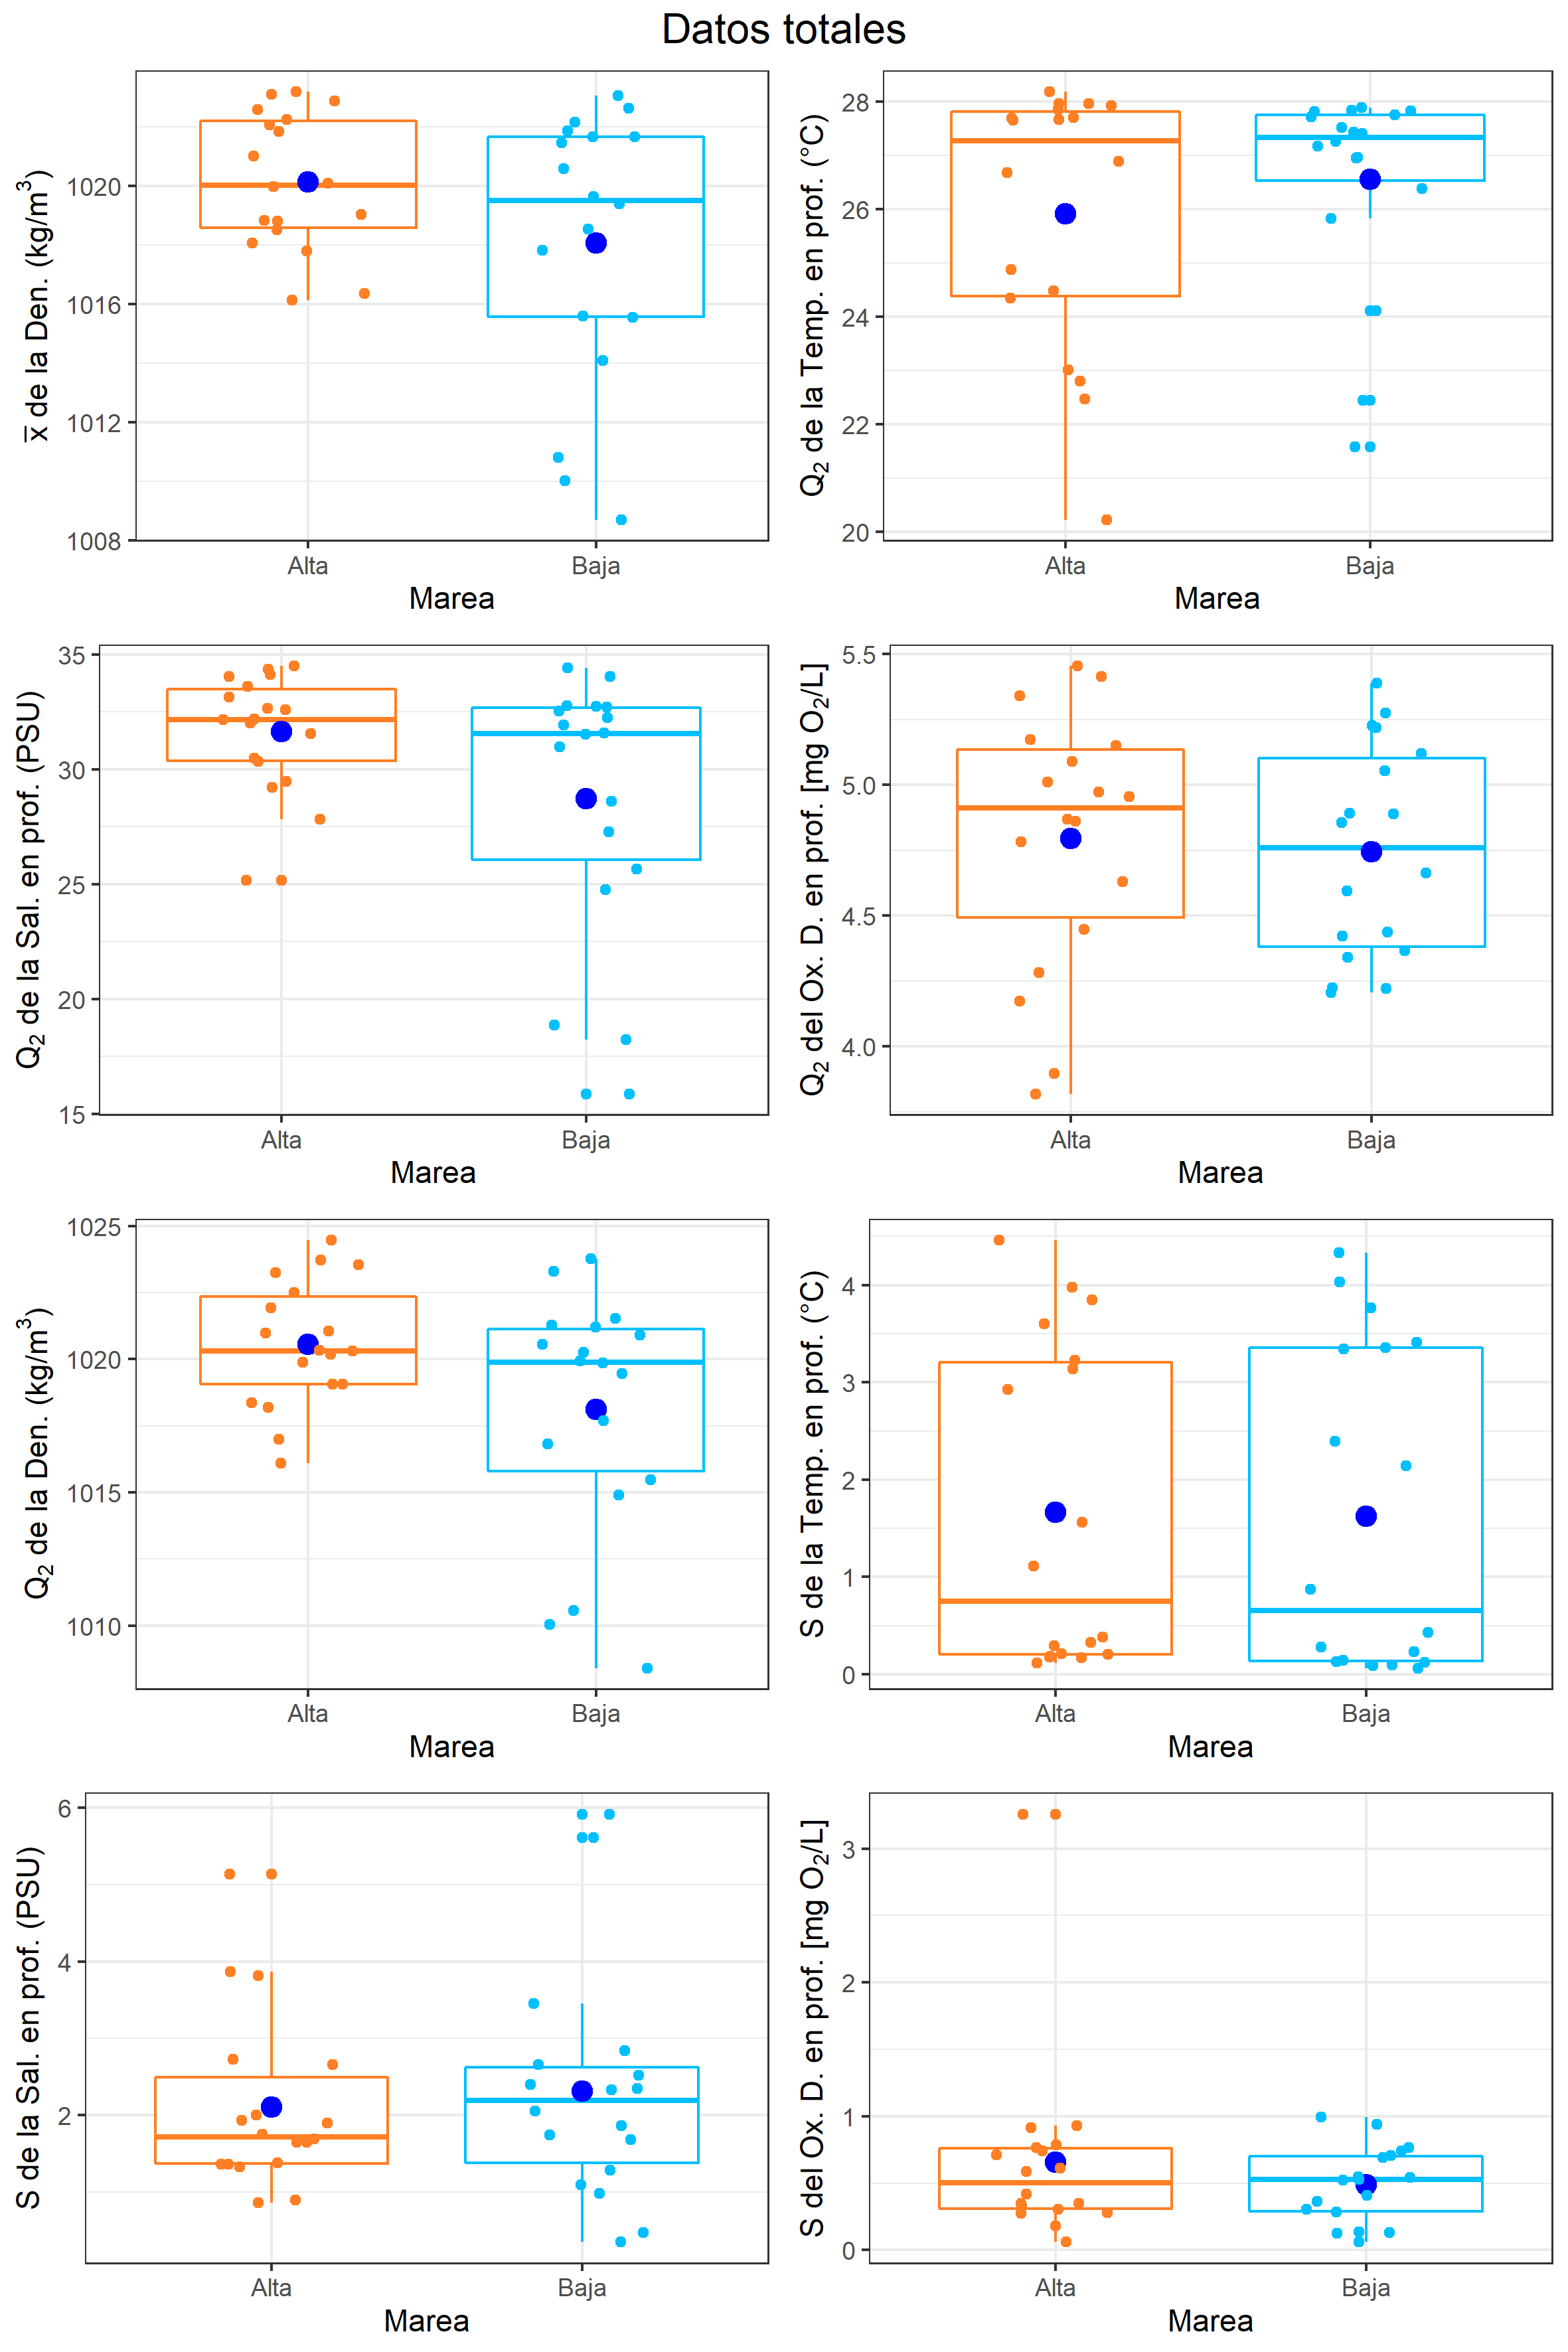 Datos totales
x̅ de la Den. (kg/m³)
1020
1016
1012
1008
Alta
Baja
Marea
Q₂ de la Temp. en prof. (°C)
28
26
24
22
20
Alta
Baja
Marea
Q₂ de la Sal. en prof. (PSU)
35
30
25
20
15
Alta
Baja
Marea
Q₂ del Ox. D. en prof. [mg O₂/L]
5.5
5.0
4.5
4.0
Alta
Baja
Marea
Q₂ de la Den. (kg/m³)
1025
1020
1015
1010
Alta
Baja
Marea
S de la Temp. en prof. (°C)
4
3
2
1
0
Alta
Baja
Marea
S de la Sal. en prof. (PSU)
6
4
2
Alta
Baja
Marea
S del Ox. D. en prof. [mg O₂/L]
3
2
1
0
Alta
Baja
Marea